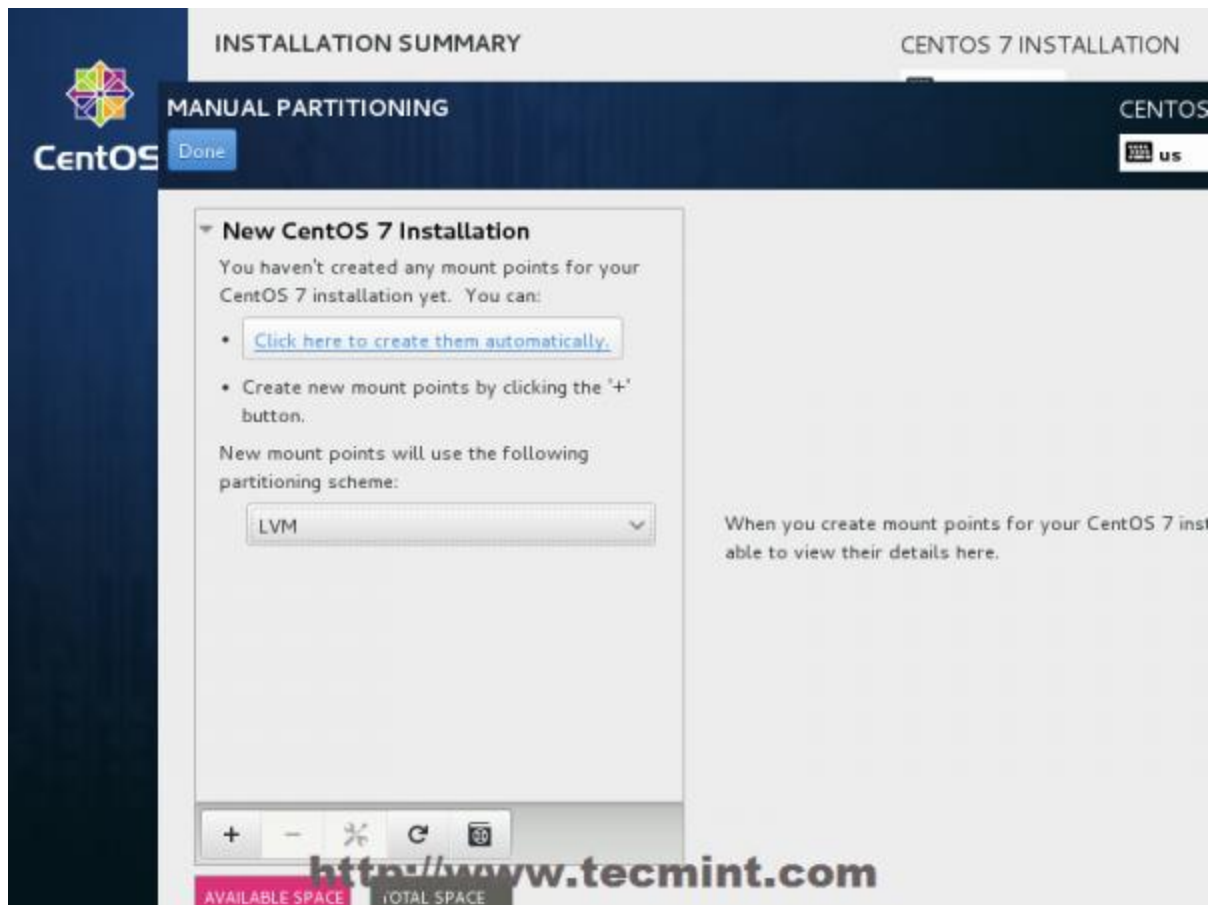 INSTALLATION SUMMARY
CENTOS 7 INSTALLATION
CentOS
MANUAL PARTITIONING
CENTOS
Done
us
New CentOS 7 Installation
You haven't created any mount points for your
CentOS 7 installation yet. You can:
• Click here to create them automatically.
• Create new mount points by clicking the '+'
button.
New mount points will use the following
partitioning scheme:
LVM
When you create mount points for your CentOS 7 inst
able to view their details here.
+ −
http://www.tecmint.com
AVAILABLE SPACE
TOTAL SPACE